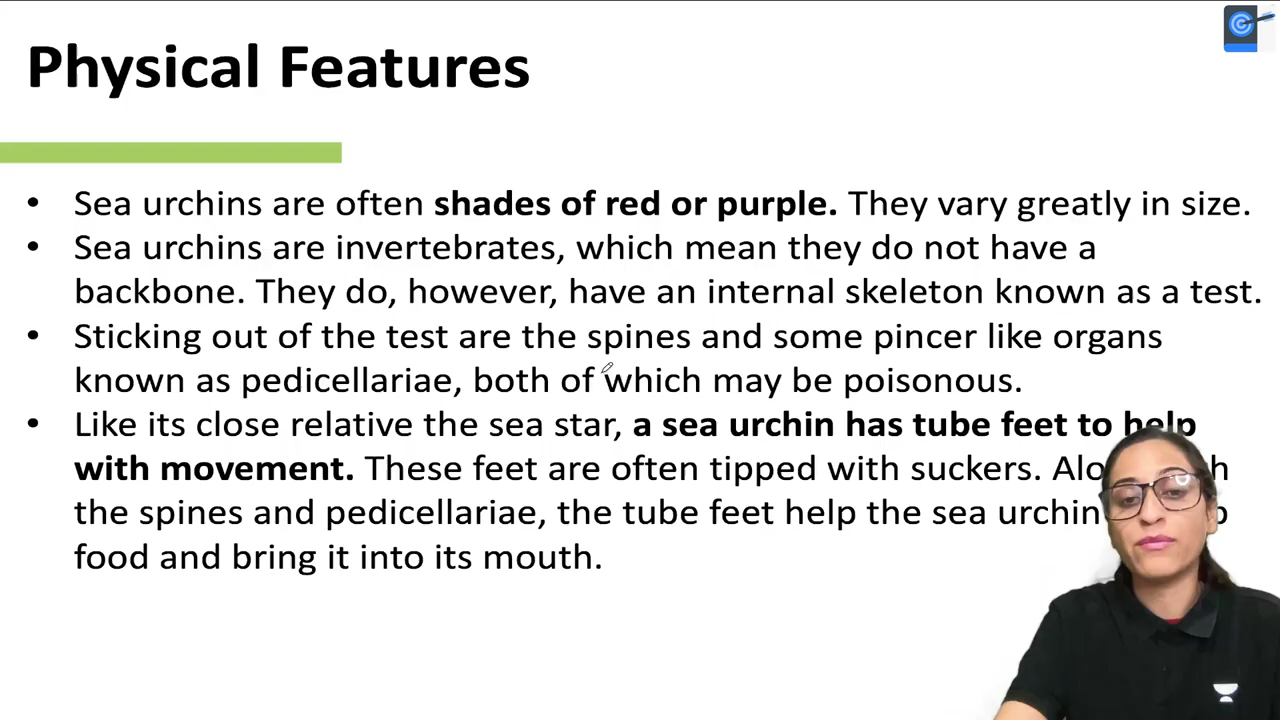 Physical Features
• Sea urchins are often shades of red or purple. They vary greatly in size.
• Sea urchins are invertebrates, which mean they do not have a
backbone. They do, however, have an internal skeleton known as a test.
• Sticking out of the test are the spines and some pincer like organs
known as pedicellariae, both of which may be poisonous.
• Like its close relative the sea star, a sea urchin has tube feet to help
with movement. These feet are often tipped with suckers.
the spines and pedicellariae, the tube feet help the sea urchin
food and bring it into its mouth.